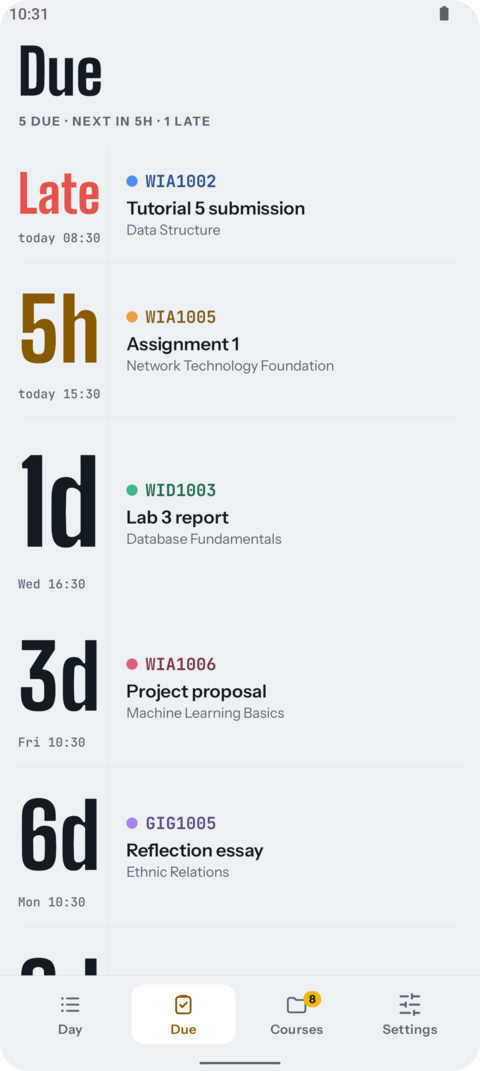 10:31
Due
5 DUE · NEXT IN 5H · 1 LATE
Late
today 08:30
WIA1002
Tutorial 5 submission
Data Structure
5h
today 15:30
WIA1005
Assignment 1
Network Technology Foundation
1d
Wed 16:30
WID1003
Lab 3 report
Database Fundamentals
3d
Fri 10:30
WIA1006
Project proposal
Machine Learning Basics
6d
Mon 10:30
GIG1005
Reflection essay
Ethnic Relations
8
Day
Due
Courses
Settings